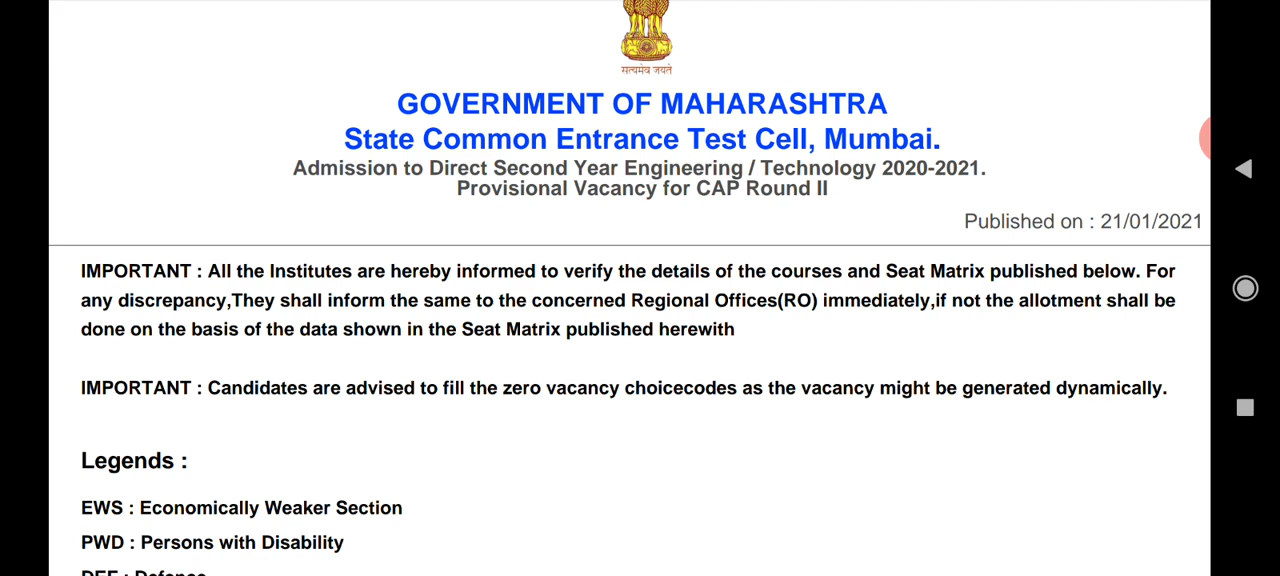 सत्यमेव जयते
GOVERNMENT OF MAHARASHTRA
State Common Entrance Test Cell, Mumbai.
Admission to Direct Second Year Engineering / Technology 2020-2021.
Provisional Vacancy for CAP Round II
Published on : 21/01/2021
IMPORTANT : All the Institutes are hereby informed to verify the details of the courses and Seat Matrix published below. For
any discrepancy,They shall inform the same to the concerned Regional Offices(RO) immediately,if not the allotment shall be
done on the basis of the data shown in the Seat Matrix published herewith
IMPORTANT : Candidates are advised to fill the zero vacancy choicecodes as the vacancy might be generated dynamically.
Legends :
EWS : Economically Weaker Section
PWD : Persons with Disability
DEF : Defence